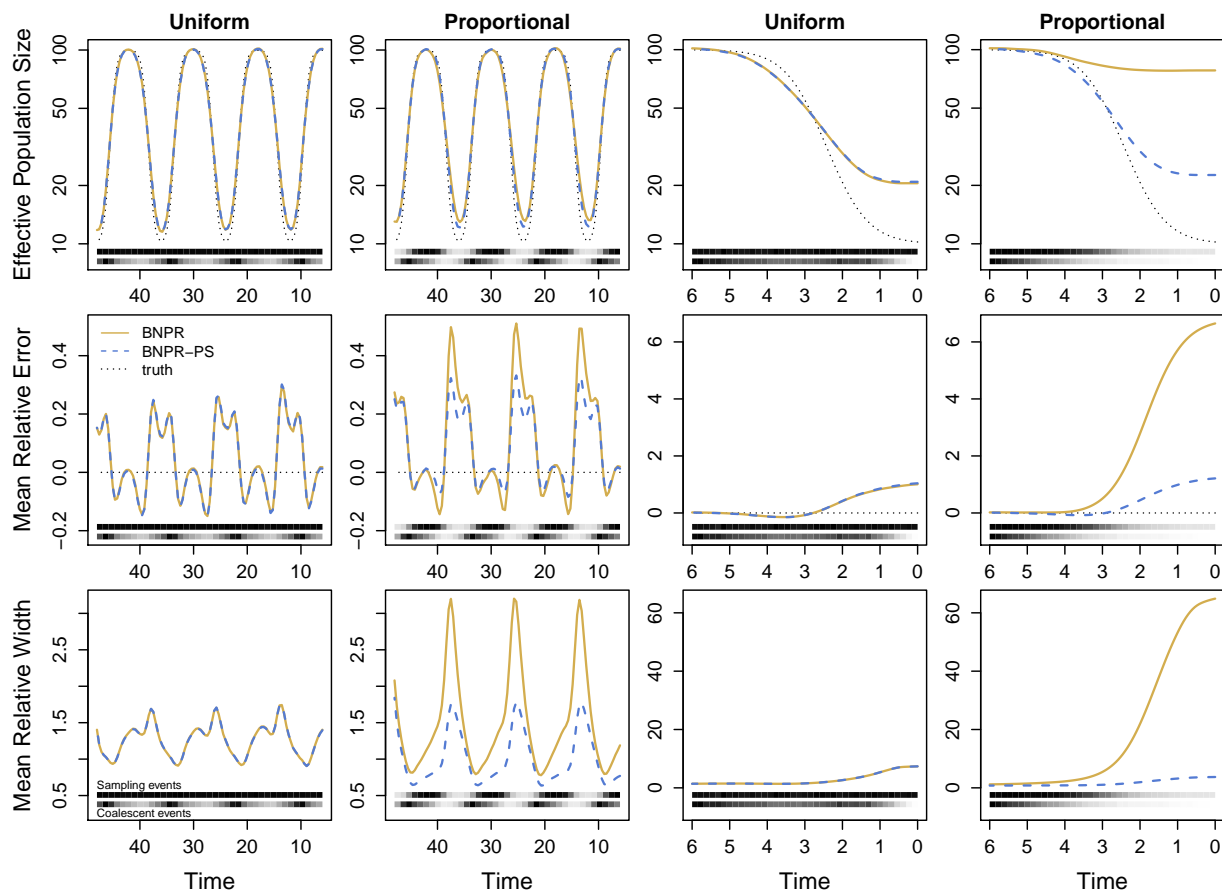 Uniform Proportional Uniform Proportional
Effective Population Size
100 50 20 10
100 50 20 10
100 50 20 10
100 50 20 10
40 30 20 10
40 30 20 10
6 5 4 3 2 1 0
6 5 4 3 2 1 0
Mean Relative Error
0.4 0.2 0.0 −0.2
BNPR
BNPR−PS
truth
0.4 0.2 0.0 −0.2
6 4 2 0
6 4 2 0
40 30 20 10
40 30 20 10
6 5 4 3 2 1 0
6 5 4 3 2 1 0
Mean Relative Width
2.5 1.5 0.5
Sampling events
Coalescent events
2.5 1.5 0.5
60 40 20 0
60 40 20 0
40 30 20 10
40 30 20 10
6 5 4 3 2 1 0
6 5 4 3 2 1 0
Time Time Time Time